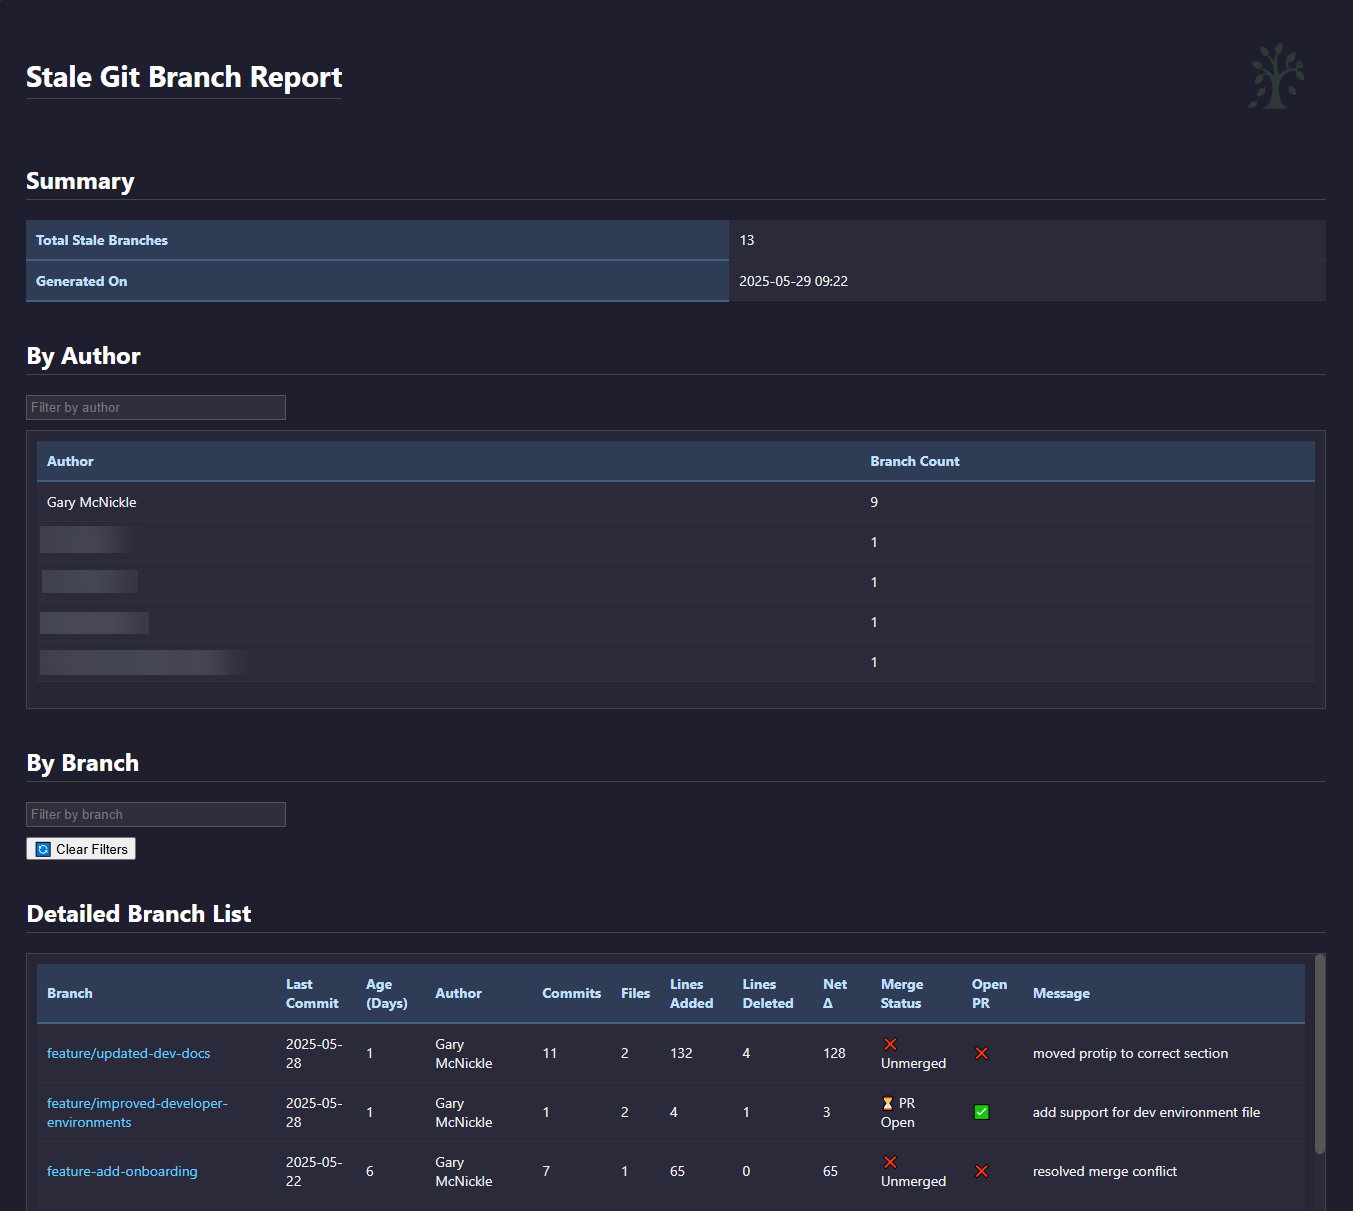 Stale Git Branch Report
Summary
Total Stale Branches 13
Generated On 2025-05-29 09:22
By Author
Filter by author
Author Branch Count
Gary McNickle 9
1
1
1
1
By Branch
Filter by branch
Clear Filters
Detailed Branch List
Branch Last Commit Age (Days) Author Commits Files Lines Added Lines Deleted Net Δ Merge Status Open PR Message
feature/updated-dev-docs 2025-05-28 1 Gary McNickle 11 2 132 4 128 ❌ Unmerged ❌ moved protip to correct section
feature/improved-developer-environments 2025-05-28 1 Gary McNickle 1 2 4 1 3 ⏳ PR Open ✅ add support for dev environment file
feature-add-onboarding 2025-05-22 6 Gary McNickle 7 1 65 0 65 ❌ Unmerged ❌ resolved merge conflict